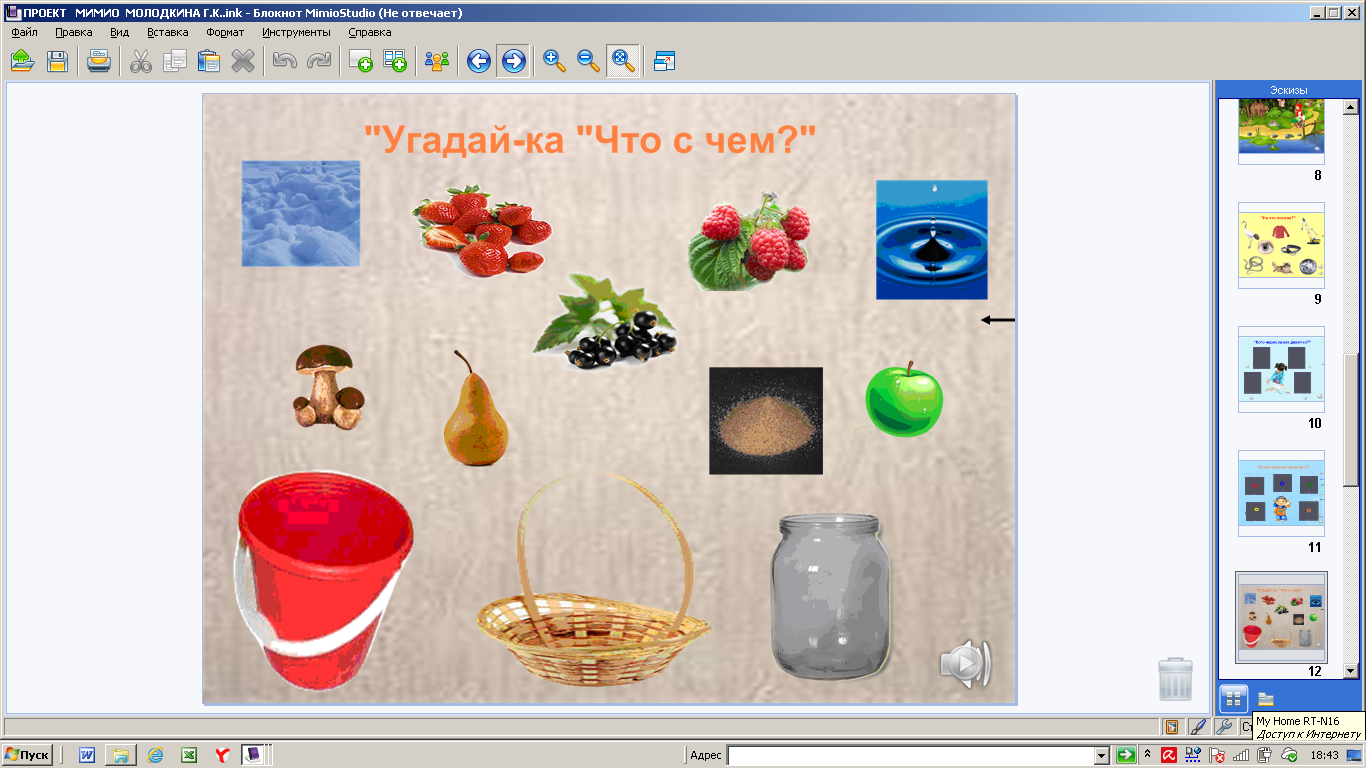 ПРОЕКТ МИМИО МОЛОДКИНА Г.К..ink - Блокнот MimioStudio (Не отвечает)
Файл Правка Вид Вставка Формат Инструменты Справка
Эскизы
"Угадай-ка "Что с чем?"
8
9
10
11
12
My Home RT-N16
Доступ к Интернету
Пуск
Адрес
18:43